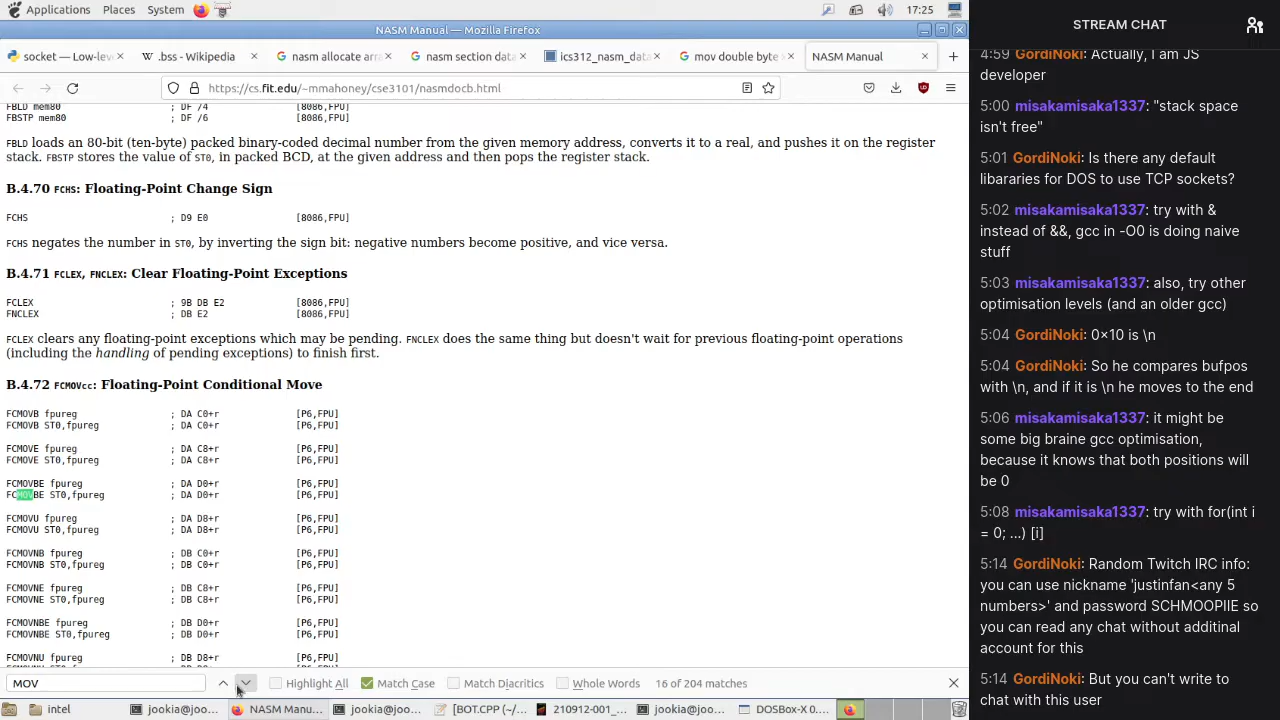 Applications Places System 17:25
NASM Manual — Mozilla Firefox
socket — Low-lev .bss - Wikipedia nasm allocate arra nasm section data ics312_nasm_data mov double byte NASM Manual
https://cs.fit.edu/~mmahoney/cse3101/nasmdocb.html
FBLD mem80 ; DF /4 [8086,FPU]
FBSTP mem80 ; DF /6 [8086,FPU]
FBLD loads an 80-bit (ten-byte) packed binary-coded decimal number from the given memory address, converts it to a real, and pushes it on the register
stack. FBSTP stores the value of ST0, in packed BCD, at the given address and then pops the register stack.
B.4.70 FCHS: Floating-Point Change Sign
FCHS ; D9 E0 [8086,FPU]
FCHS negates the number in ST0, by inverting the sign bit: negative numbers become positive, and vice versa.
B.4.71 FCLEX, FNCLEX: Clear Floating-Point Exceptions
FCLEX ; 9B DB E2 [8086,FPU]
FNCLEX ; DB E2 [8086,FPU]
FCLEX clears any floating-point exceptions which may be pending. FNCLEX does the same thing but doesn't wait for previous floating-point operations
(including the handling of pending exceptions) to finish first.
B.4.72 FCMOVcc: Floating-Point Conditional Move
FCMOVB fpureg ; DA C0+r [P6,FPU]
FCMOVB ST0,fpureg ; DA C0+r [P6,FPU]
FCMOVE fpureg ; DA C8+r [P6,FPU]
FCMOVE ST0,fpureg ; DA C8+r [P6,FPU]
FCMOVBE fpureg ; DA D0+r [P6,FPU]
FCMOVBE ST0,fpureg ; DA D0+r [P6,FPU]
FCMOVU fpureg ; DA D8+r [P6,FPU]
FCMOVU ST0,fpureg ; DA D8+r [P6,FPU]
FCMOVNB fpureg ; DB C0+r [P6,FPU]
FCMOVNB ST0,fpureg ; DB C0+r [P6,FPU]
FCMOVNE fpureg ; DB C8+r [P6,FPU]
FCMOVNE ST0,fpureg ; DB C8+r [P6,FPU]
FCMOVNBE fpureg ; DB D0+r [P6,FPU]
FCMOVNBE ST0,fpureg ; DB D0+r [P6,FPU]
FCMOVNU fpureg ; DB D8+r [P6,FPU]
MOV Highlight All Match Case Match Diacritics Whole Words 16 of 204 matches
intel jookia@joo... NASM Manu... jookia@joo... [BOT.CPP (~/... 210912-001_... jookia@joo... DOSBox-X 0....
STREAM CHAT
4:59 GordiNoki: Actually, I am JS
developer
5:00 misakamisaka1337: "stack space
isn't free"
5:01 GordiNoki: Is there any default
libararies for DOS to use TCP sockets?
5:02 misakamisaka1337: try with &
instead of &&, gcc in -O0 is doing naive
stuff
5:03 misakamisaka1337: also, try other
optimisation levels (and an older gcc)
5:04 GordiNoki: 0×10 is \n
5:04 GordiNoki: So he compares bufpos
with \n, and if it is \n he moves to the end
5:06 misakamisaka1337: it might be
some big braine gcc optimisation,
because it knows that both positions will
be 0
5:08 misakamisaka1337: try with for(int i
= 0; ...) [i]
5:14 GordiNoki: Random Twitch IRC info:
you can use nickname 'justinfan<any 5
numbers>' and password SCHMOOPIIE so
you can read any chat without additinal
account for this
5:14 GordiNoki: But you can't write to
chat with this user